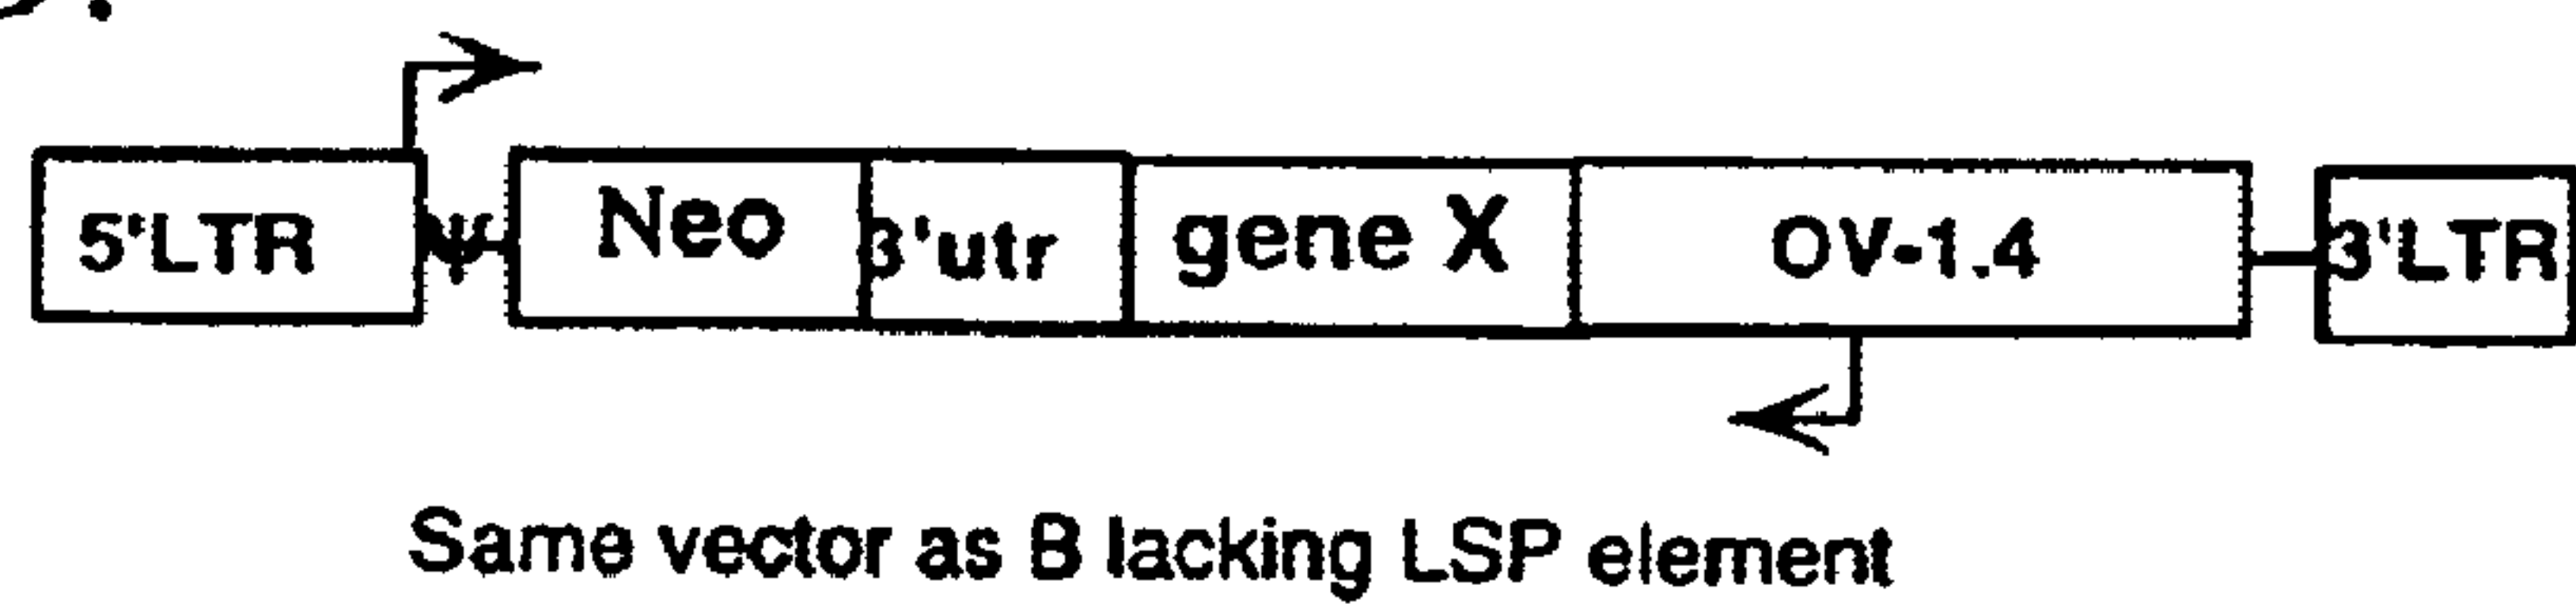 5'LTR ψ Neo 3'utr gene X OV-1.4 3'LTR
Same vector as B lacking LSP element